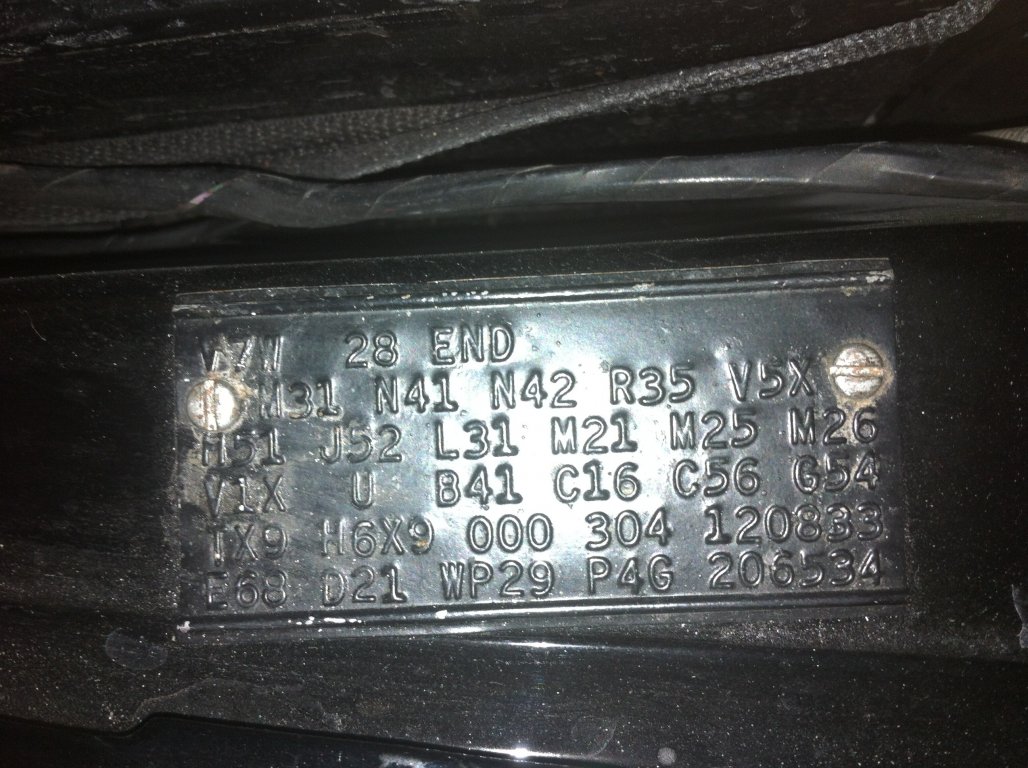 V7W 28 END
M31 N41 N42 R35 V5X
H51 J52 L31 M21 M25 M26
V1X U B41 C16 C56 G54
TX9 H6X9 000 304 120833
E68 D21 WP29 P4G 206534